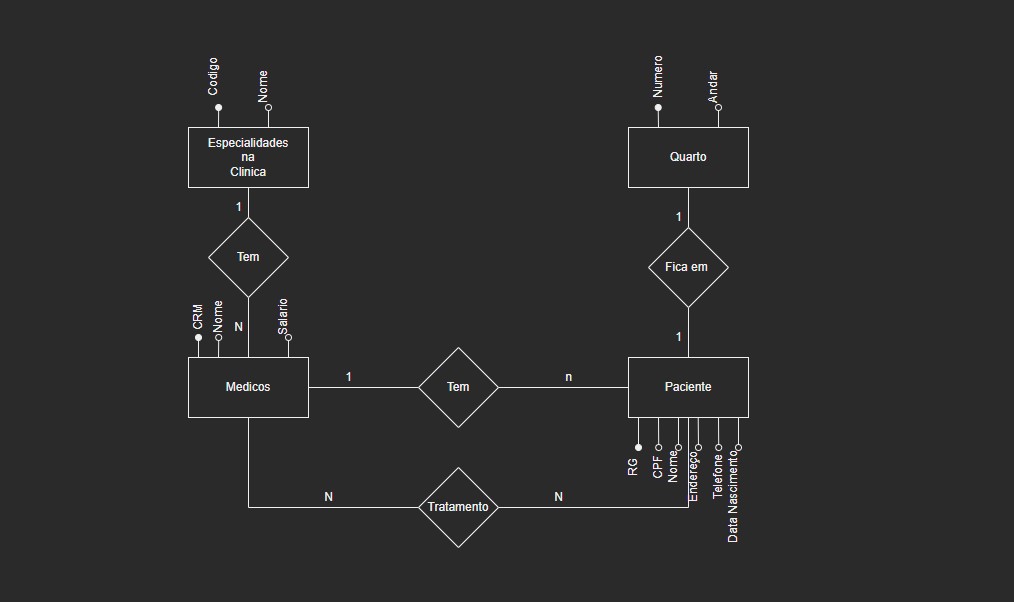 Codigo
Nome
Numero
Andar
Especialidades
na
Clinica
Quarto
1
1
Tem
Fica em
CRM
Nome
Salario
N
1
Medicos
1
Tem
n
Paciente
RG
CPF
Nome
Endereço
Telefone
Data Nascimento
N
Tratamento
N